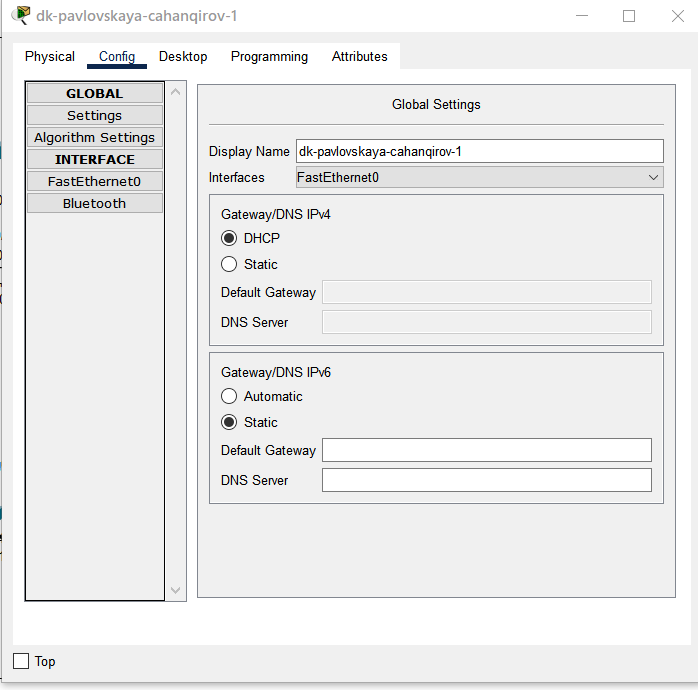 dk-pavlovskaya-cahanqirov-1
Physical Config Desktop Programming Attributes
GLOBAL
Settings
Algorithm Settings
INTERFACE
FastEthernet0
Bluetooth
Global Settings
Display Name dk-pavlovskaya-cahanqirov-1
Interfaces FastEthernet0
Gateway/DNS IPv4
DHCP
Static
Default Gateway
DNS Server
Gateway/DNS IPv6
Automatic
Static
Default Gateway
DNS Server
Top